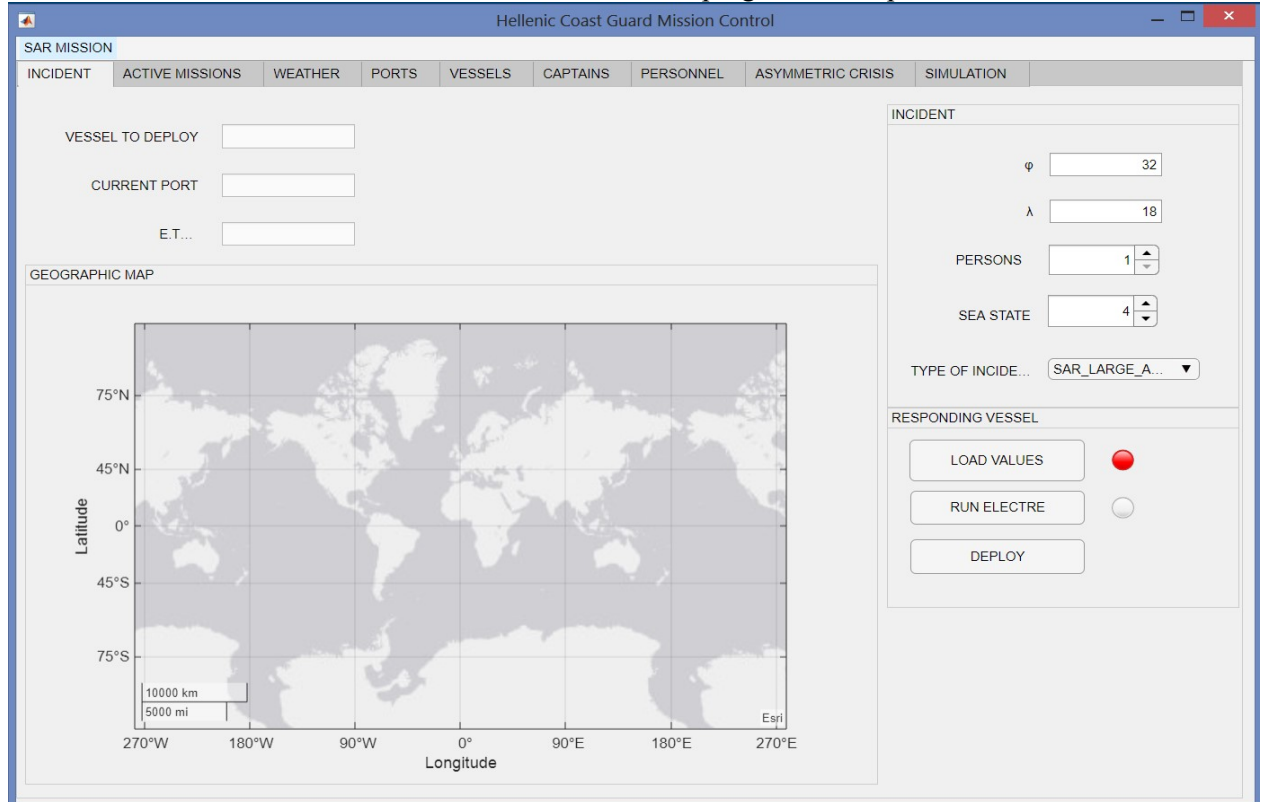 Hellenic Coast Guard Mission Control
SAR MISSION
INCIDENT ACTIVE MISSIONS WEATHER PORTS VESSELS CAPTAINS PERSONNEL ASYMMETRIC CRISIS SIMULATION
VESSEL TO DEPLOY
CURRENT PORT
E.T...
GEOGRAPHIC MAP
75°N
45°N
0°
45°S
75°S
Latitude
10000 km
5000 mi
Esri
270°W 180°W 90°W 0° 90°E 180°E 270°E
Longitude
INCIDENT
φ 32
λ 18
PERSONS 1
SEA STATE 4
TYPE OF INCIDE... SAR_LARGE_A...
RESPONDING VESSEL
LOAD VALUES
RUN ELECTRE
DEPLOY